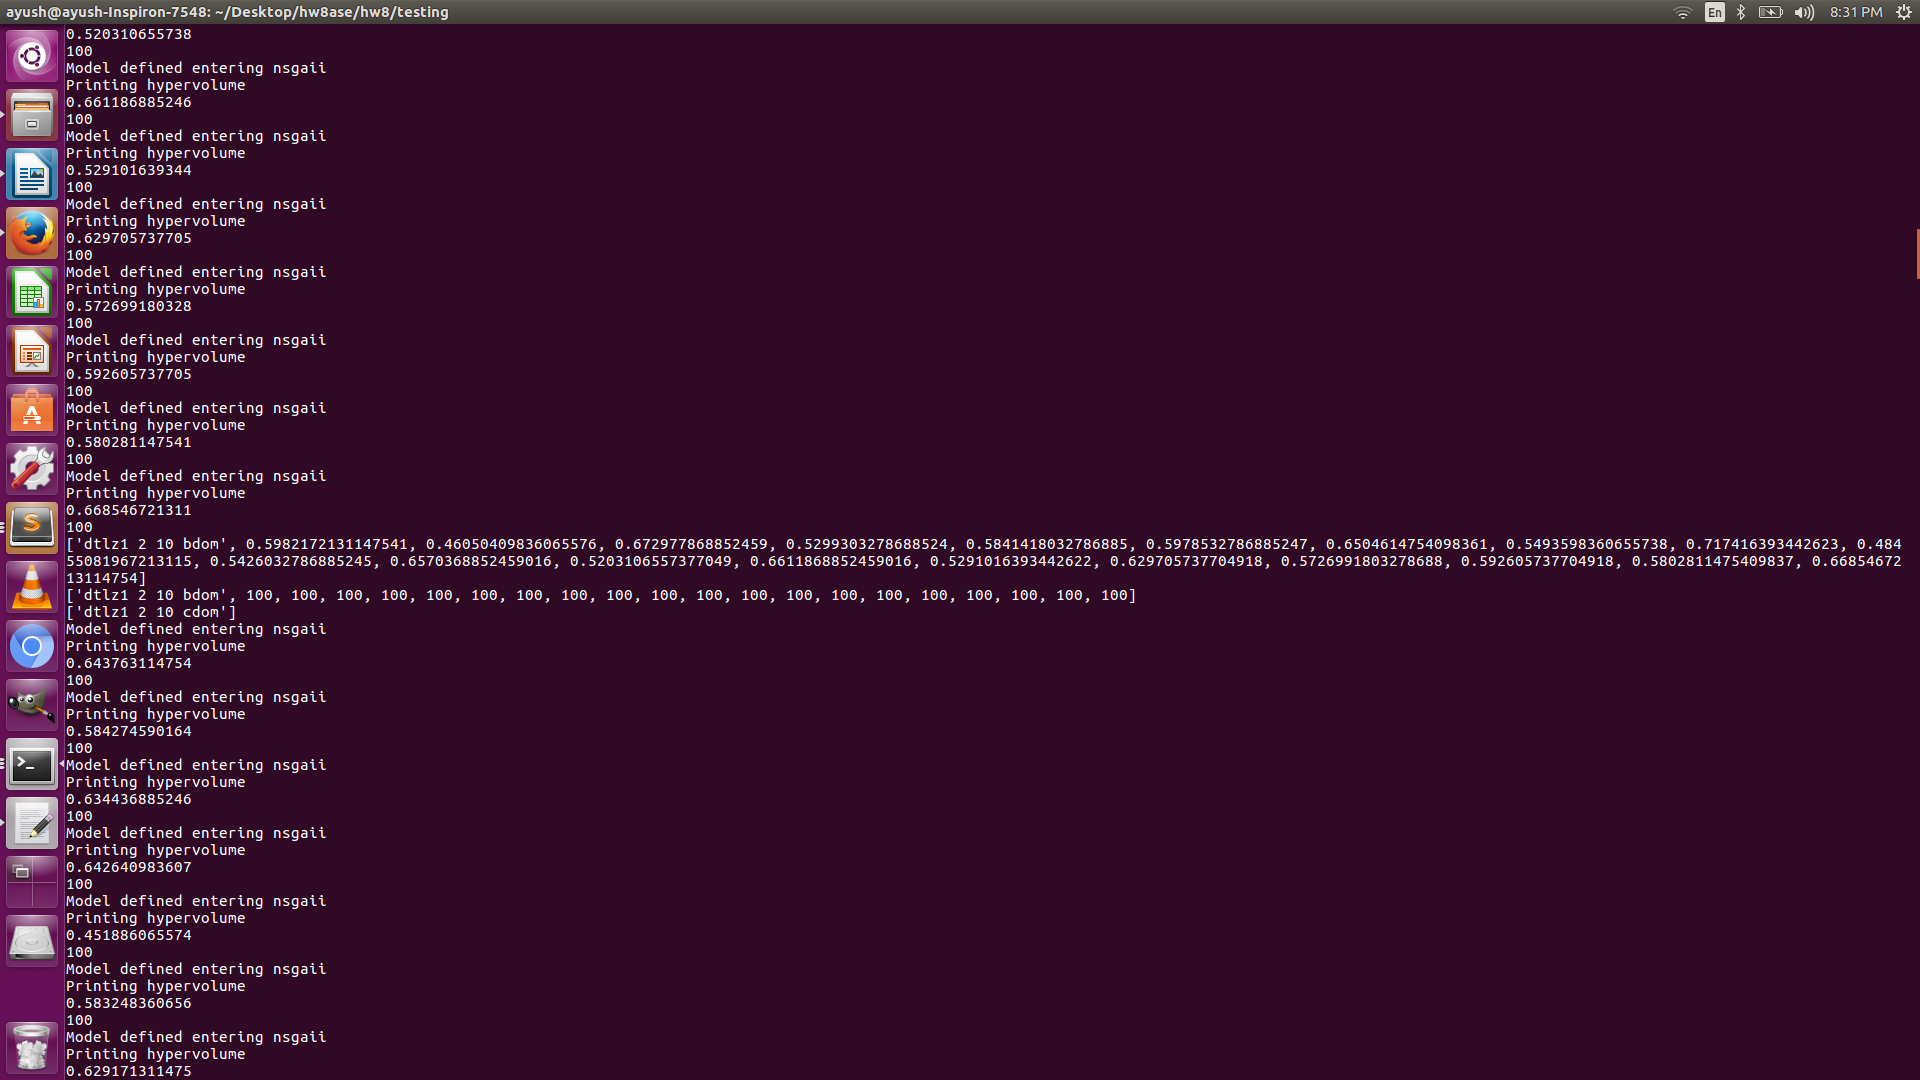 ayush@ayush-Inspiron-7548: ~/Desktop/hw8ase/hw8/testing
En
8:31 PM
0.520310655738
100
Model defined entering nsgaii
Printing hypervolume
0.661186885246
100
Model defined entering nsgaii
Printing hypervolume
0.529101639344
100
Model defined entering nsgaii
Printing hypervolume
0.629705737705
100
Model defined entering nsgaii
Printing hypervolume
0.572699180328
100
Model defined entering nsgaii
Printing hypervolume
0.592605737705
100
Model defined entering nsgaii
Printing hypervolume
0.580281147541
100
Model defined entering nsgaii
Printing hypervolume
0.668546721311
100
['dtlz1 2 10 bdom', 0.5982172131147541, 0.46050409836065576, 0.672977868852459, 0.5299303278688524, 0.5841418032786885, 0.5978532786885247, 0.6504614754098361, 0.5493598360655738, 0.717416393442623, 0.484
55081967213115, 0.5426032786885245, 0.6570368852459016, 0.5203106557377049, 0.6611868852459016, 0.5291016393442622, 0.629705737704918, 0.5726991803278688, 0.592605737704918, 0.5802811475409837, 0.66854672
13114754]
['dtlz1 2 10 bdom', 100, 100, 100, 100, 100, 100, 100, 100, 100, 100, 100, 100, 100, 100, 100, 100, 100, 100, 100, 100]
['dtlz1 2 10 cdom']
Model defined entering nsgaii
Printing hypervolume
0.643763114754
100
Model defined entering nsgaii
Printing hypervolume
0.584274590164
100
Model defined entering nsgaii
Printing hypervolume
0.634436885246
100
Model defined entering nsgaii
Printing hypervolume
0.642640983607
100
Model defined entering nsgaii
Printing hypervolume
0.451886065574
100
Model defined entering nsgaii
Printing hypervolume
0.583248360656
100
Model defined entering nsgaii
Printing hypervolume
0.629171311475